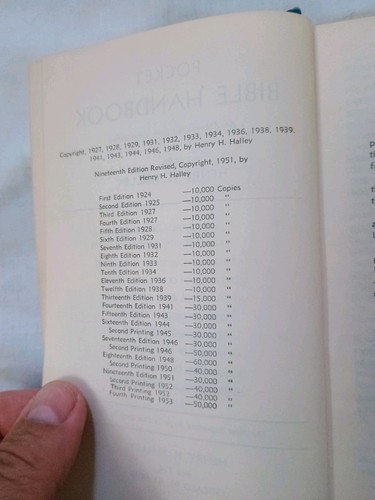 Copyright, 1927, 1928, 1929, 1931, 1932, 1933, 1934, 1936, 1938, 1939,
1941, 1943, 1944, 1946, 1948, by Henry H. Halley
Nineteenth Edition Revised, Copyright, 1951, by
Henry H. Halley
First Edition 1924 —10,000 Copies
Second Edition 1925 —10,000 "
Third Edition 1927 —10,000 "
Fourth Edition 1927 —10,000 "
Fifth Edition 1928 —10,000 "
Sixth Edition 1929 —10,000 "
Seventh Edition 1931 —10,000 "
Eighth Edition 1932 —10,000 "
Ninth Edition 1933 —10,000 "
Tenth Edition 1934 —10,000 "
Eleventh Edition 1936 —10,000 "
Twelfth Edition 1938 —10,000 "
Thirteenth Edition 1939 —15,000 "
Fourteenth Edition 1941 —30,000 "
Fifteenth Edition 1943 —30,000 "
Sixteenth Edition 1944 —30,000 "
Second Printing 1945 —30,000 "
Seventeenth Edition 1946 —30,000 "
Second Printing 1946 —50,000 "
Eighteenth Edition 1948 —60,000 "
Second Printing 1950 —40,000 "
Nineteenth Edition 1951 —30,000 "
Second Printing 1952 —40,000 "
Third Printing 1952 —40,000 "
Fourth Printing 1953 —50,000 "